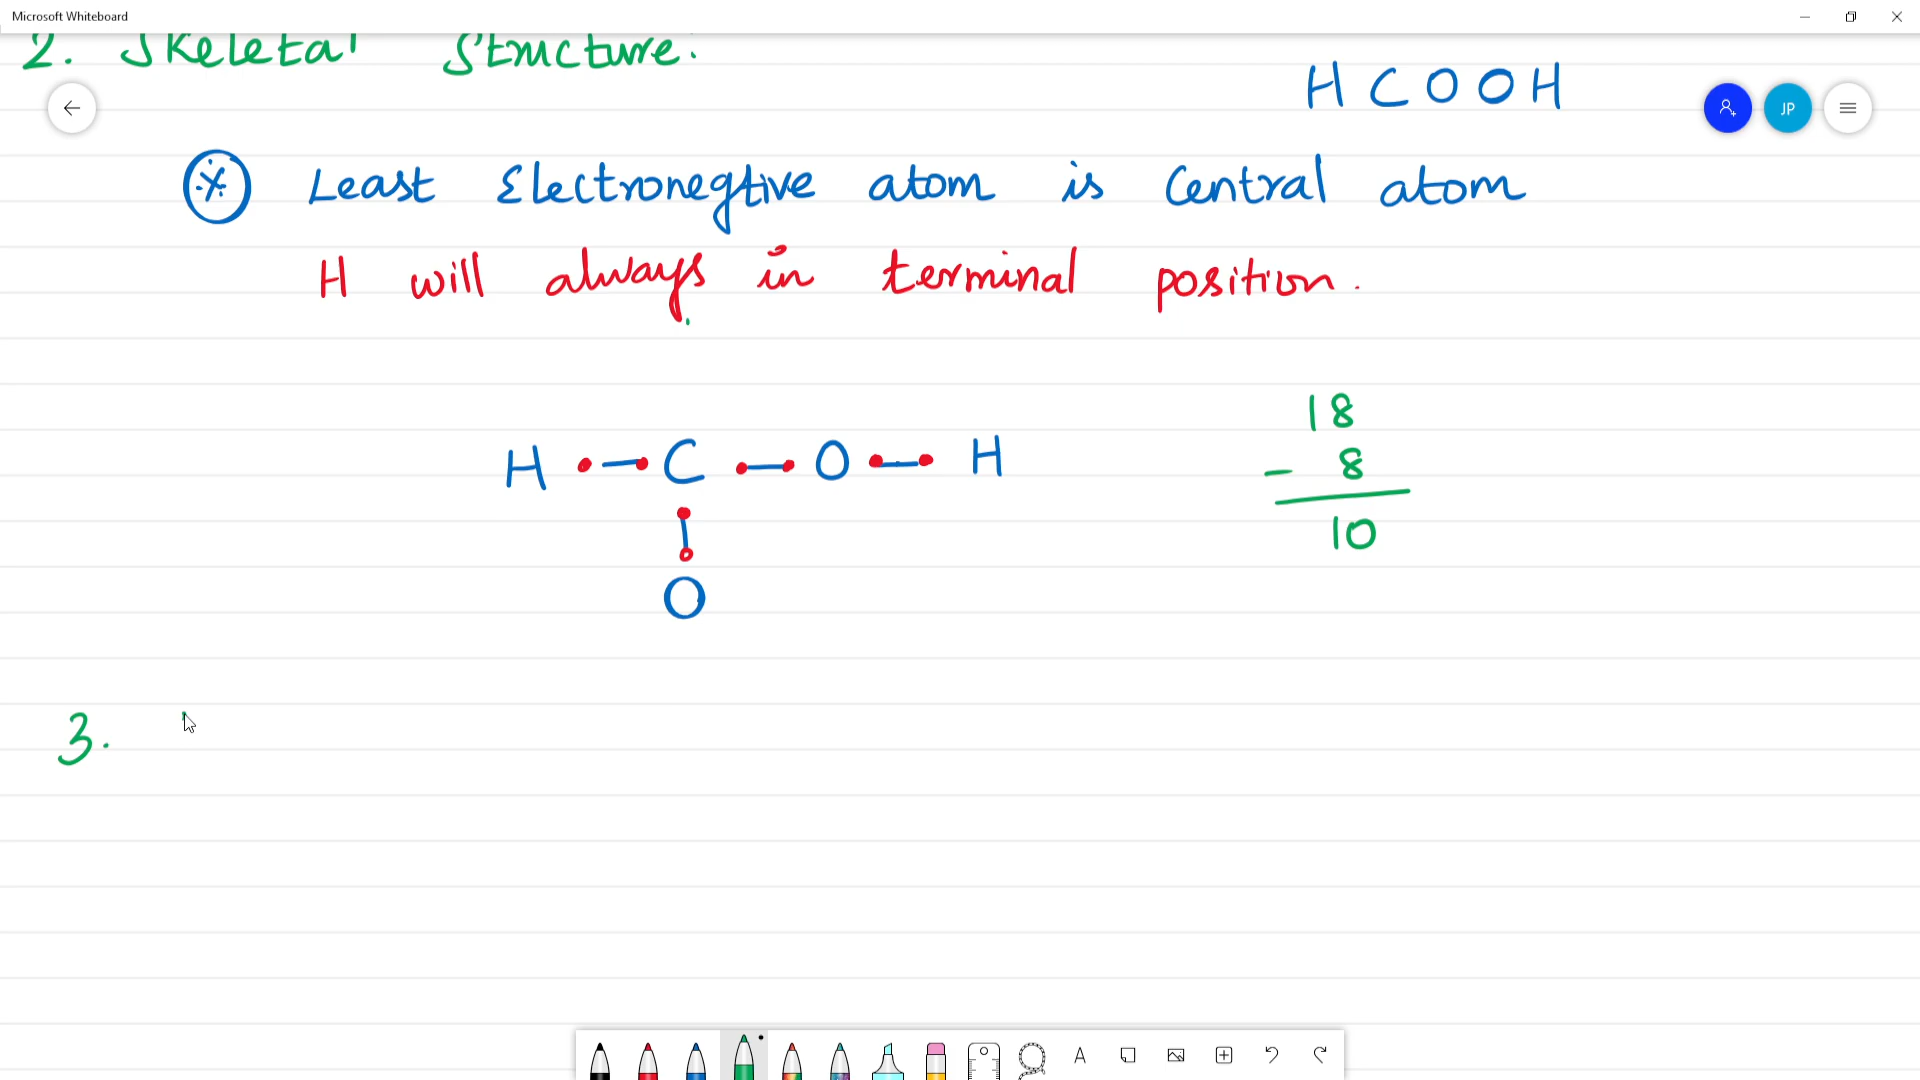 Microsoft Whiteboard
2. Skeletal Structure:
H C O O H
JP
* Least Electronegtive atom is Central atom
H will always in terminal position.
18
H C O H
- 8
10
O
3.
A